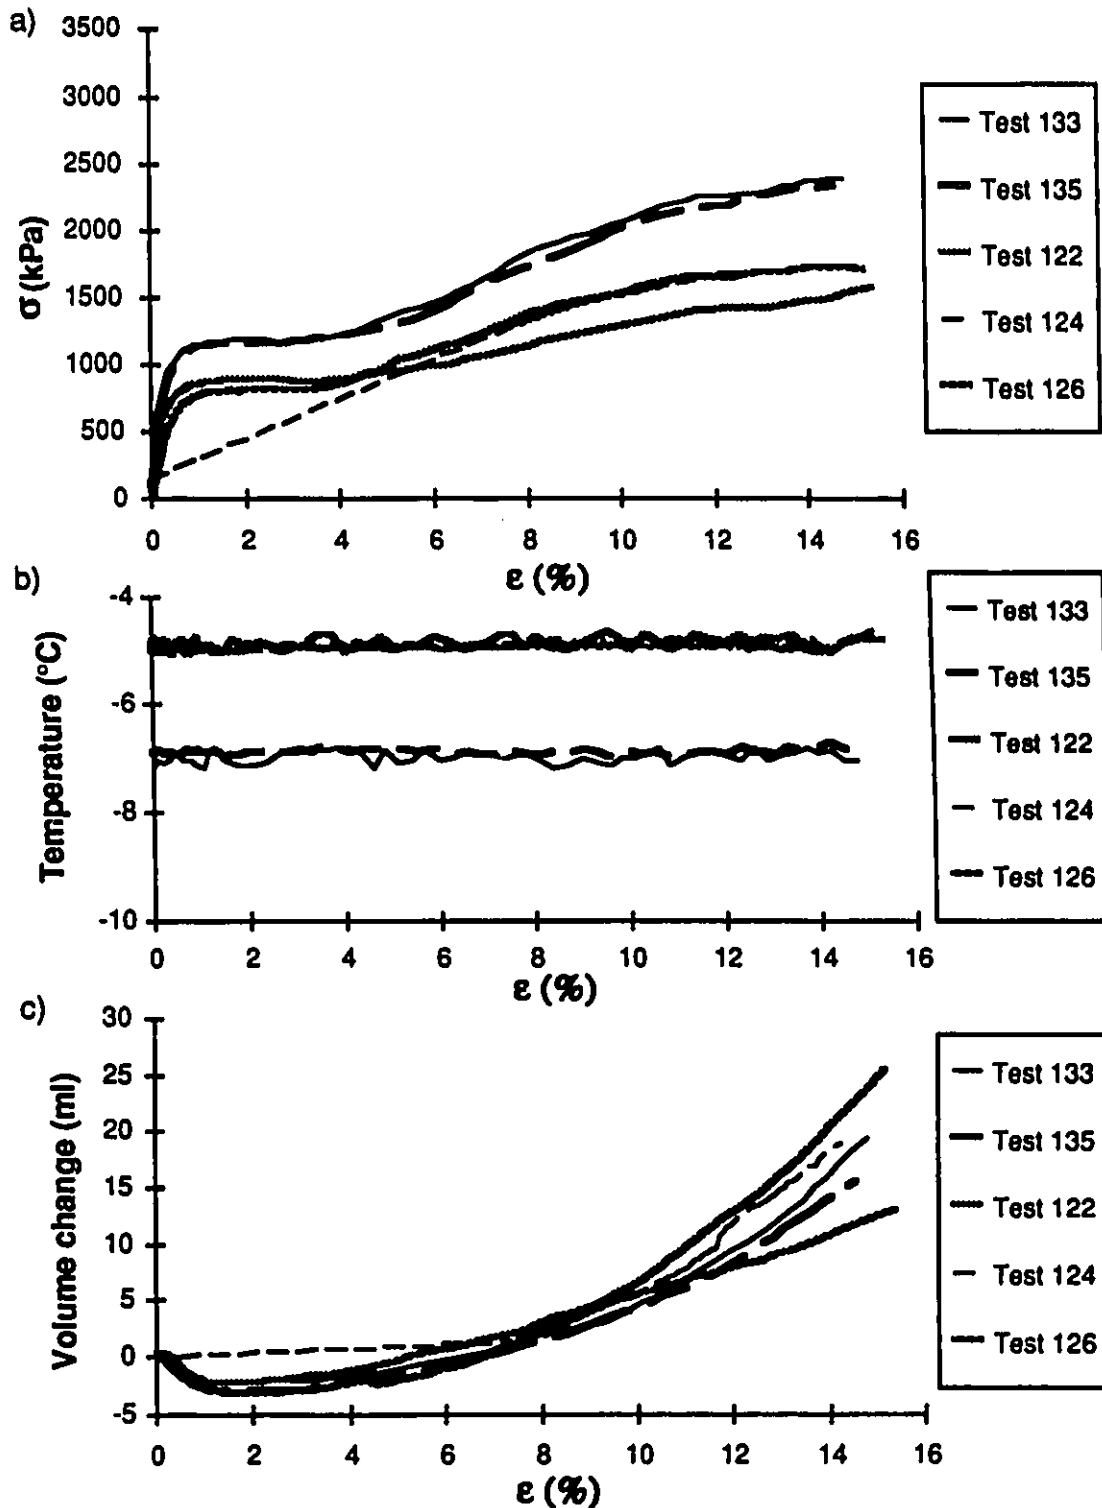 a)
3500
3000
2500
2000
1500
1000
500
0
σ (kPa)
0 2 4 6 8 10 12 14 16
ε (%)
Test 133
Test 135
Test 122
Test 124
Test 126
b)
-4
-6
-8
-10
Temperature (°C)
0 2 4 6 8 10 12 14 16
ε (%)
Test 133
Test 135
Test 122
Test 124
Test 126
c)
30
25
20
15
10
5
0
-5
Volume change (ml)
0 2 4 6 8 10 12 14 16
ε (%)
Test 133
Test 135
Test 122
Test 124
Test 126